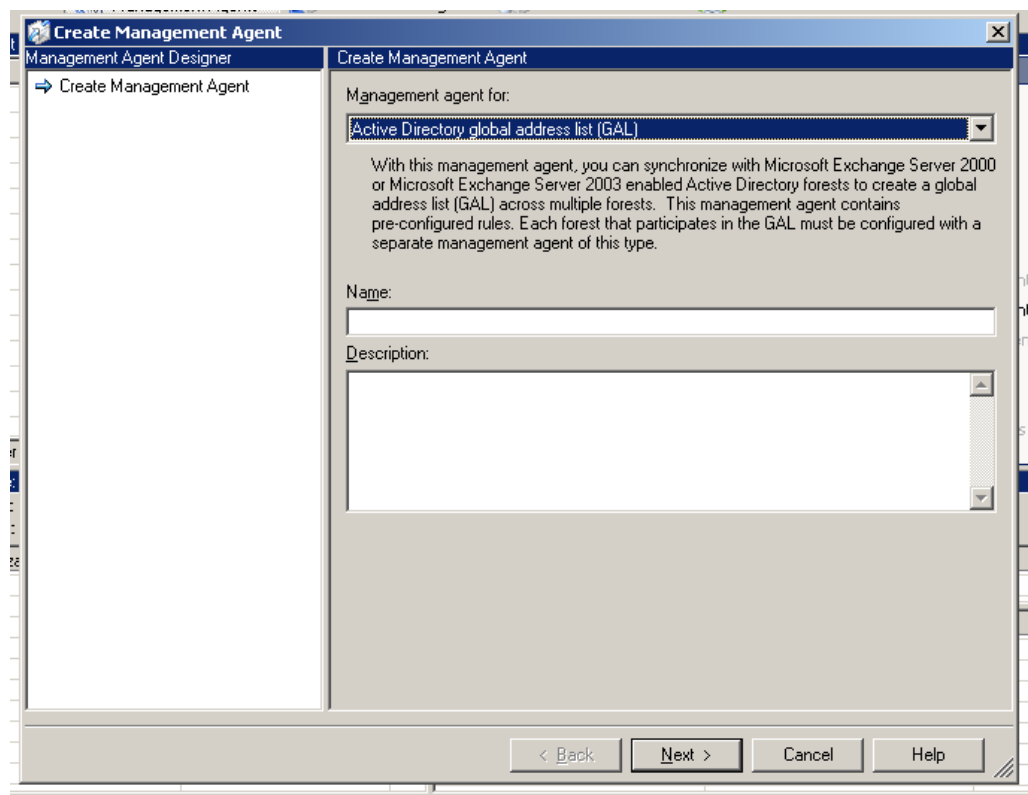 Create Management Agent
Management Agent Designer
Create Management Agent
Create Management Agent
Management agent for:
Active Directory global address list (GAL)
With this management agent, you can synchronize with Microsoft Exchange Server 2000
or Microsoft Exchange Server 2003 enabled Active Directory forests to create a global
address list (GAL) across multiple forests. This management agent contains
pre-configured rules. Each forest that participates in the GAL must be configured with a
separate management agent of this type.
Name:
Description:
< Back
Next >
Cancel
Help